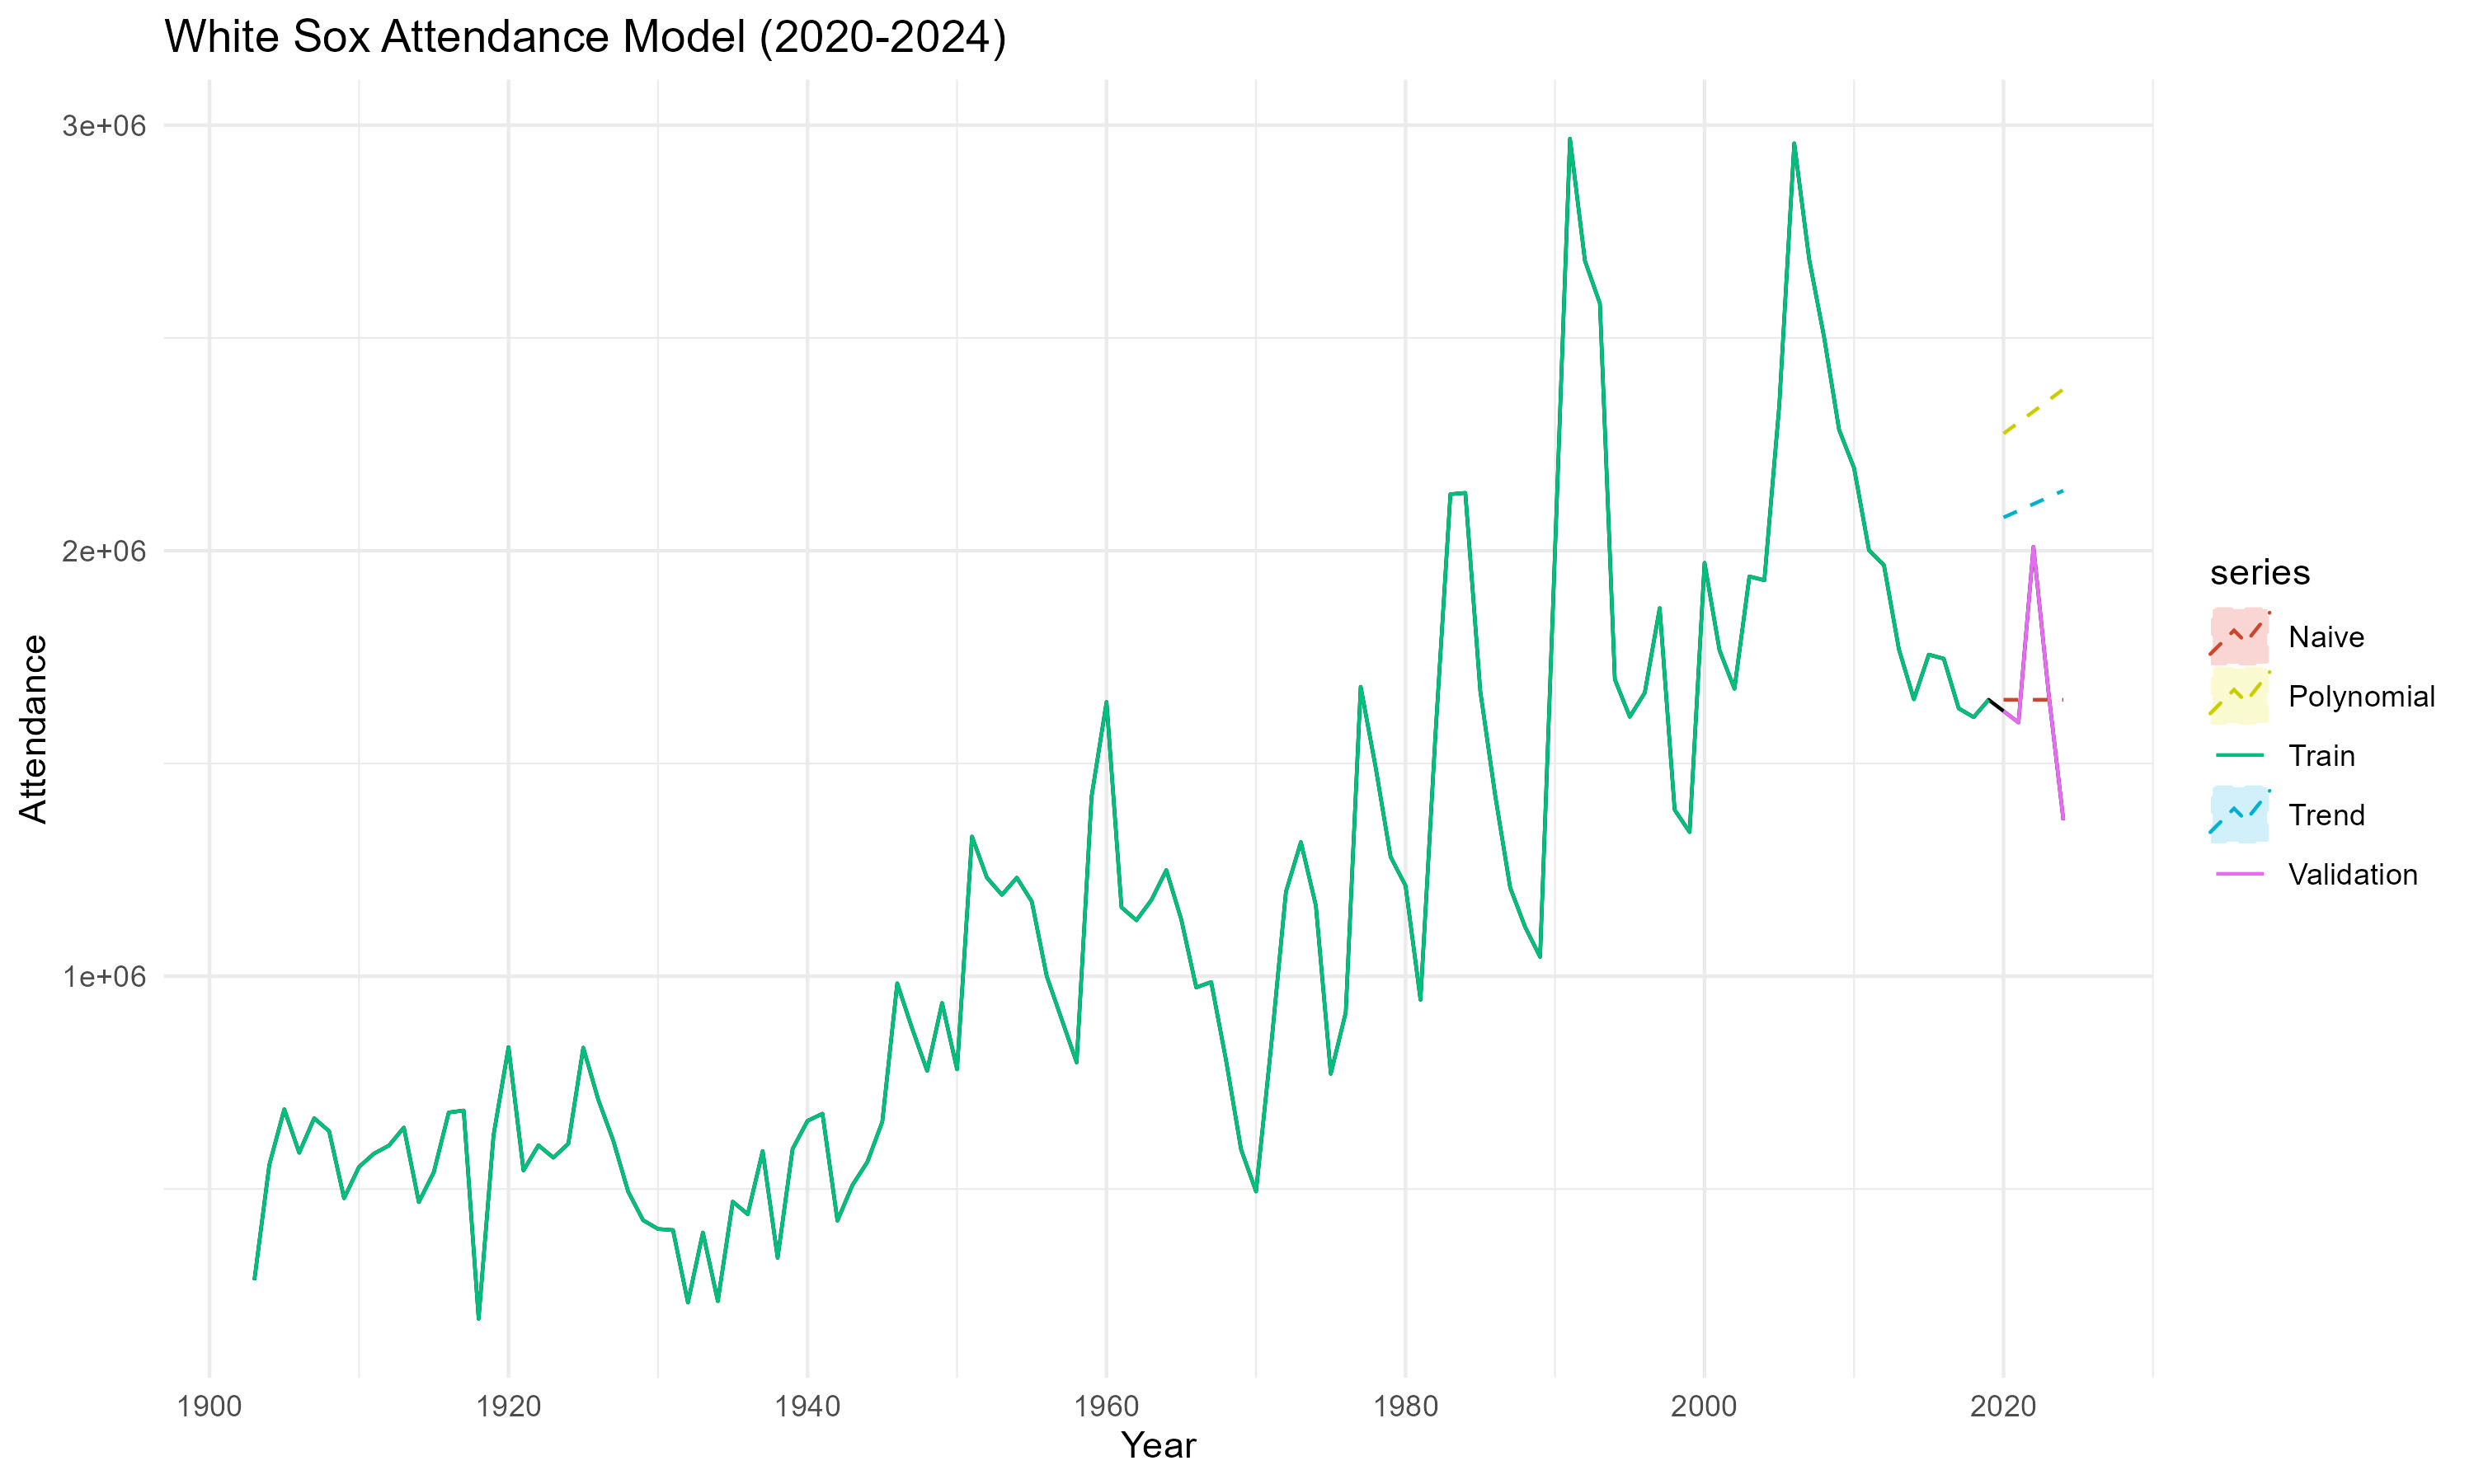 White Sox Attendance Model (2020-2024)
3e+06
2e+06
1e+06
Attendance
1900 1920 1940 1960 1980 2000 2020
Year
series
Naive
Polynomial
Train
Trend
Validation